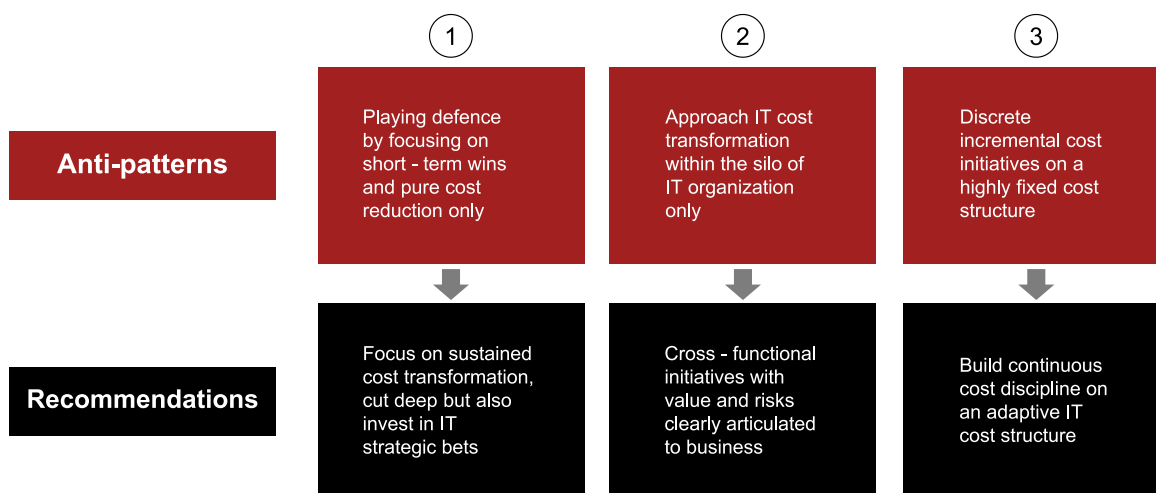 1
2
3
Anti-patterns
Playing defence
by focusing on
short - term wins
and pure cost
reduction only
Approach IT cost
transformation
within the silo of
IT organization
only
Discrete
incremental cost
initiatives on a
highly fixed cost
structure
Recommendations
Focus on sustained
cost transformation,
cut deep but also
invest in IT
strategic bets
Cross - functional
initiatives with
value and risks
clearly articulated
to business
Build continuous
cost discipline on
an adaptive IT
cost structure